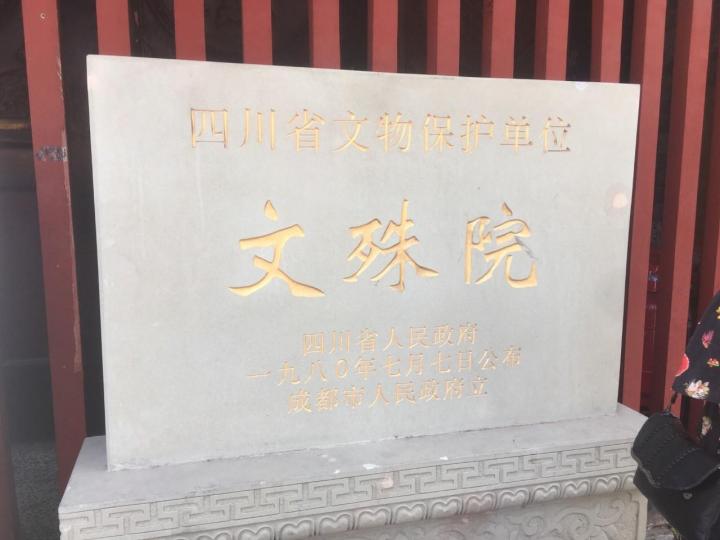 四川省文物保护单位
文殊院
四川省人民政府
一九八0年七月七日公布
成都市人民政府立